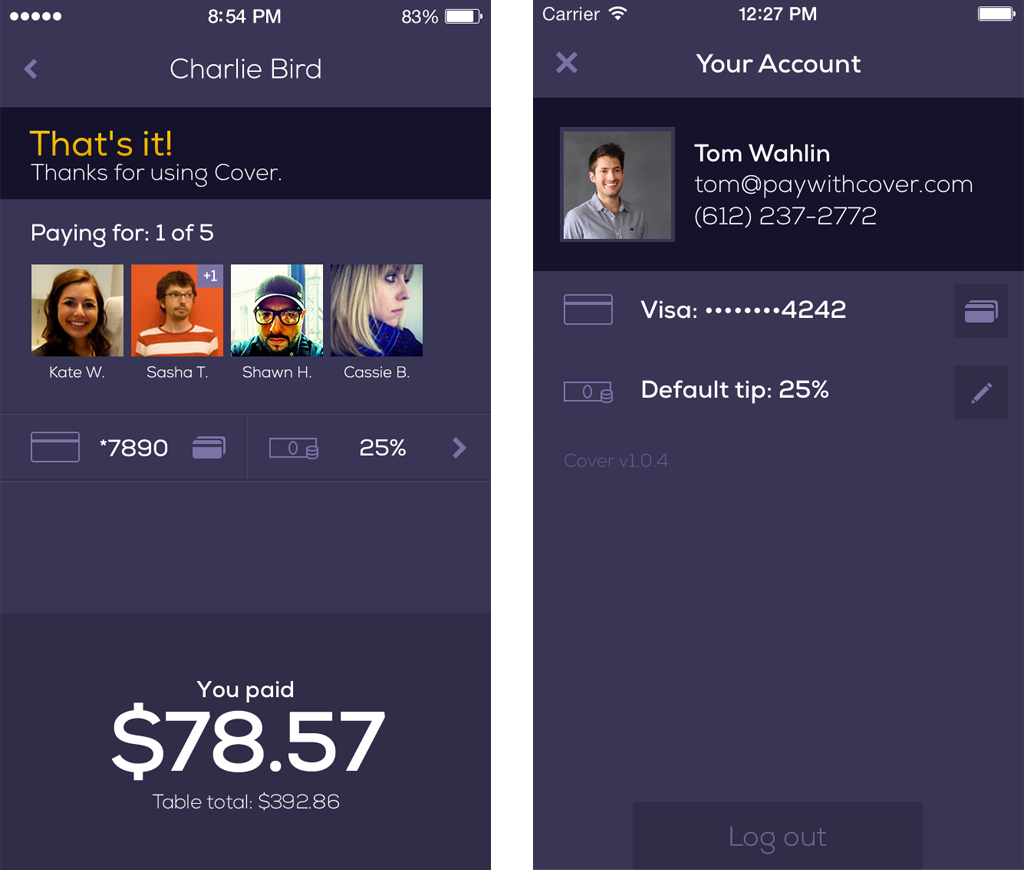 8:54 PM 83%
Charlie Bird
That's it!
Thanks for using Cover.
Paying for: 1 of 5
+1
Kate W. Sasha T. Shawn H. Cassie B.
*7890 25%
You paid
$78.57
Table total: $392.86
Carrier 12:27 PM
Your Account
Tom Wahlin
tom@paywithcover.com
(612) 237-2772
Visa: ••••••••4242
Default tip: 25%
Cover v1.0.4
Log out